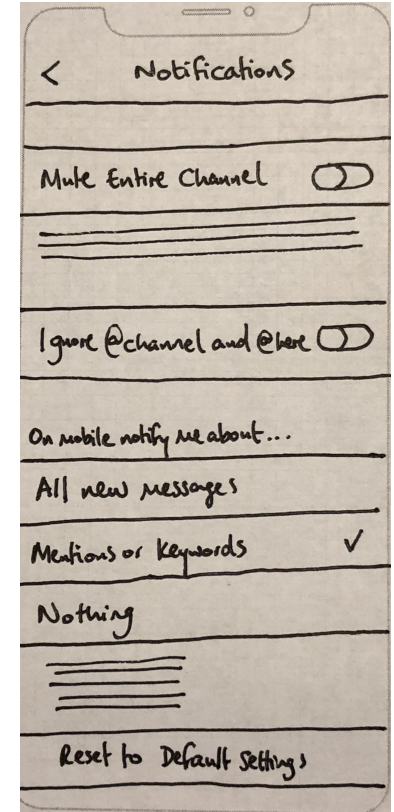 Notifications
Mute Entire Channel
Ignore @channel and @here
On mobile notify me about...
All new messages
Mentions or Keywords
Nothing
Reset to Default Settings